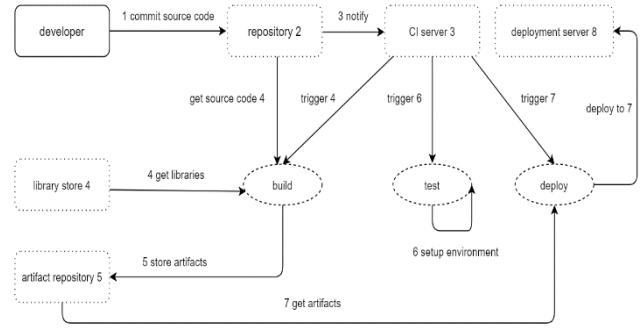 developer
1 commit source code
repository 2
3 notify
CI server 3
deployment server 8
get source code 4
trigger 4
trigger 6
trigger 7
deploy to 7
library store 4
4 get libraries
build
test
deploy
6 setup environment
5 store artifacts
artifact repository 5
7 get artifacts